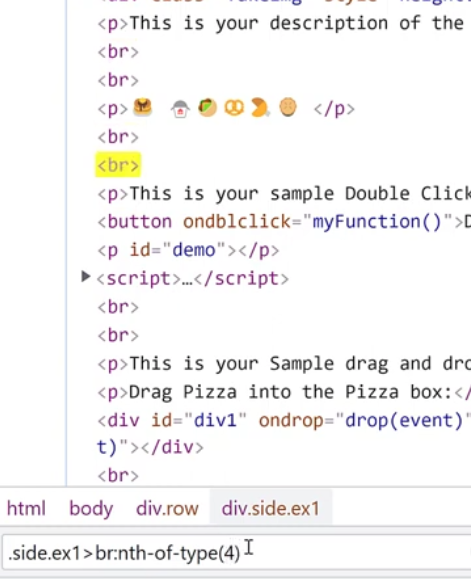 <p>This is your description of the
<br>
<br>
<p> </p>
<br>
<br>
<p>This is your sample Double Click
<button ondblclick="myFunction()">D
<p id="demo"></p>
<script>…</script>
<br>
<br>
<p>This is your Sample drag and dro
<p>Drag Pizza into the Pizza box:</
<div id="div1" ondrop="drop(event)"
t)"></div>
<br>
html body div.row div.side.ex1
.side.ex1>br:nth-of-type(4)